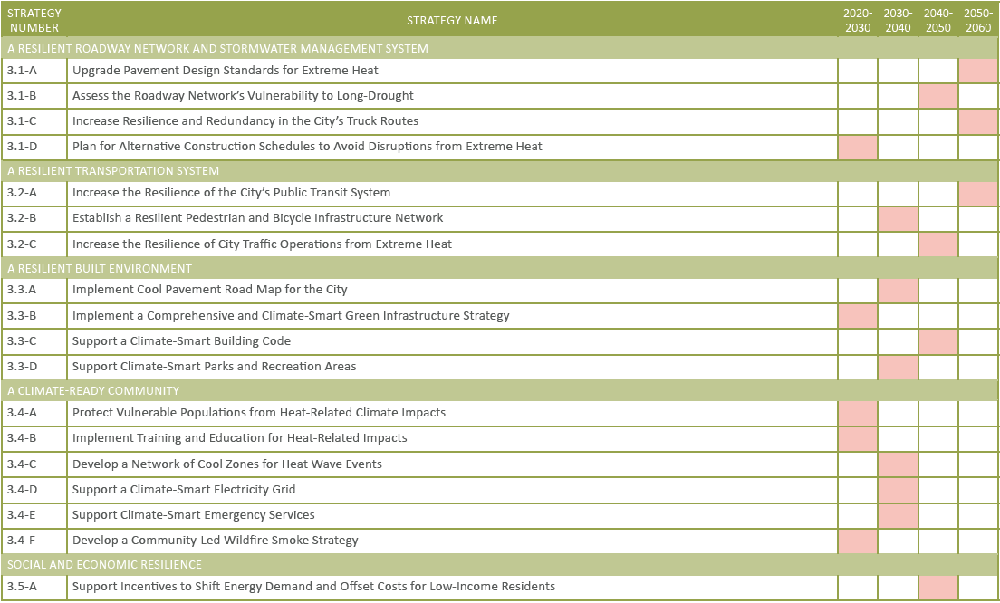 STRATEGY NUMBER STRATEGY NAME 2020-2030 2030-2040 2040-2050 2050-2060
A RESILIENT ROADWAY NETWORK AND STORMWATER MANAGEMENT SYSTEM
3.1-A Upgrade Pavement Design Standards for Extreme Heat
3.1-B Assess the Roadway Network's Vulnerability to Long-Drought
3.1-C Increase Resilience and Redundancy in the City's Truck Routes
3.1-D Plan for Alternative Construction Schedules to Avoid Disruptions from Extreme Heat
A RESILIENT TRANSPORTATION SYSTEM
3.2-A Increase the Resilience of the City's Public Transit System
3.2-B Establish a Resilient Pedestrian and Bicycle Infrastructure Network
3.2-C Increase the Resilience of City Traffic Operations from Extreme Heat
A RESILIENT BUILT ENVIRONMENT
3.3.A Implement Cool Pavement Road Map for the City
3.3-B Implement a Comprehensive and Climate-Smart Green Infrastructure Strategy
3.3-C Support a Climate-Smart Building Code
3.3-D Support Climate-Smart Parks and Recreation Areas
A CLIMATE-READY COMMUNITY
3.4-A Protect Vulnerable Populations from Heat-Related Climate Impacts
3.4-B Implement Training and Education for Heat-Related Impacts
3.4-C Develop a Network of Cool Zones for Heat Wave Events
3.4-D Support a Climate-Smart Electricity Grid
3.4-E Support Climate-Smart Emergency Services
3.4-F Develop a Community-Led Wildfire Smoke Strategy
SOCIAL AND ECONOMIC RESILIENCE
3.5-A Support Incentives to Shift Energy Demand and Offset Costs for Low-Income Residents